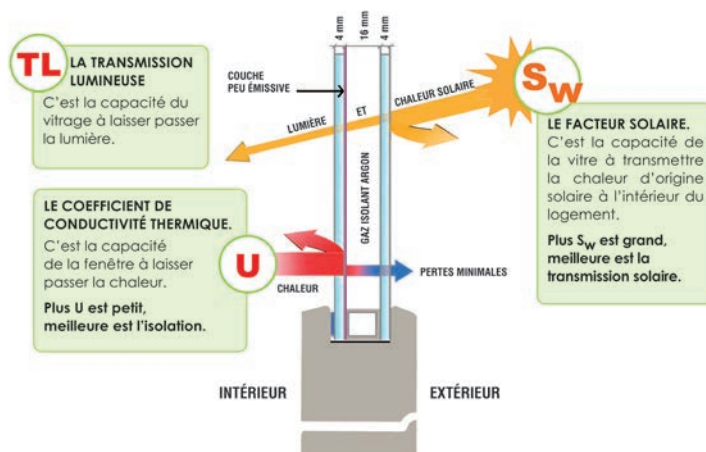 4 mm
16 mm
4 mm
TL
LA TRANSMISSION
LUMINEUSE
C'est la capacité du
vitrage à laisser passer
la lumière.
COUCHE
PEU ÉMISSIVE
LUMIÈRE ET CHALEUR SOLAIRE
Sw
LE FACTEUR SOLAIRE.
C'est la capacité de
la vitre à transmettre
la chaleur d'origine
solaire à l'intérieur du
logement.
Plus Sw est grand,
meilleure est la
transmission solaire.
LE COEFFICIENT DE
CONDUCTIVITÉ THERMIQUE.
C'est la capacité
de la fenêtre à laisser
passer la chaleur.
Plus U est petit,
meilleure est l'isolation.
U
CHALEUR
GAZ ISOLANT ARGON
PERTES MINIMALES
INTÉRIEUR
EXTÉRIEUR